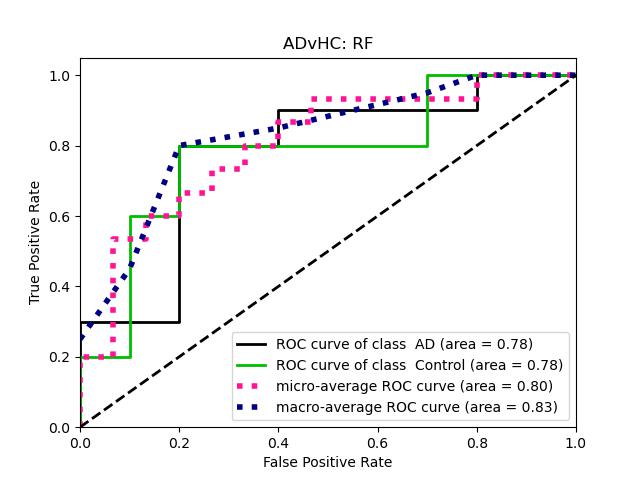 ADvHC: RF
1.0
0.8
0.6
0.4
0.2
0.0
True Positive Rate
ROC curve of class  AD (area = 0.78)
ROC curve of class  Control (area = 0.78)
micro-average ROC curve (area = 0.80)
macro-average ROC curve (area = 0.83)
0.0 0.2 0.4 0.6 0.8 1.0
False Positive Rate